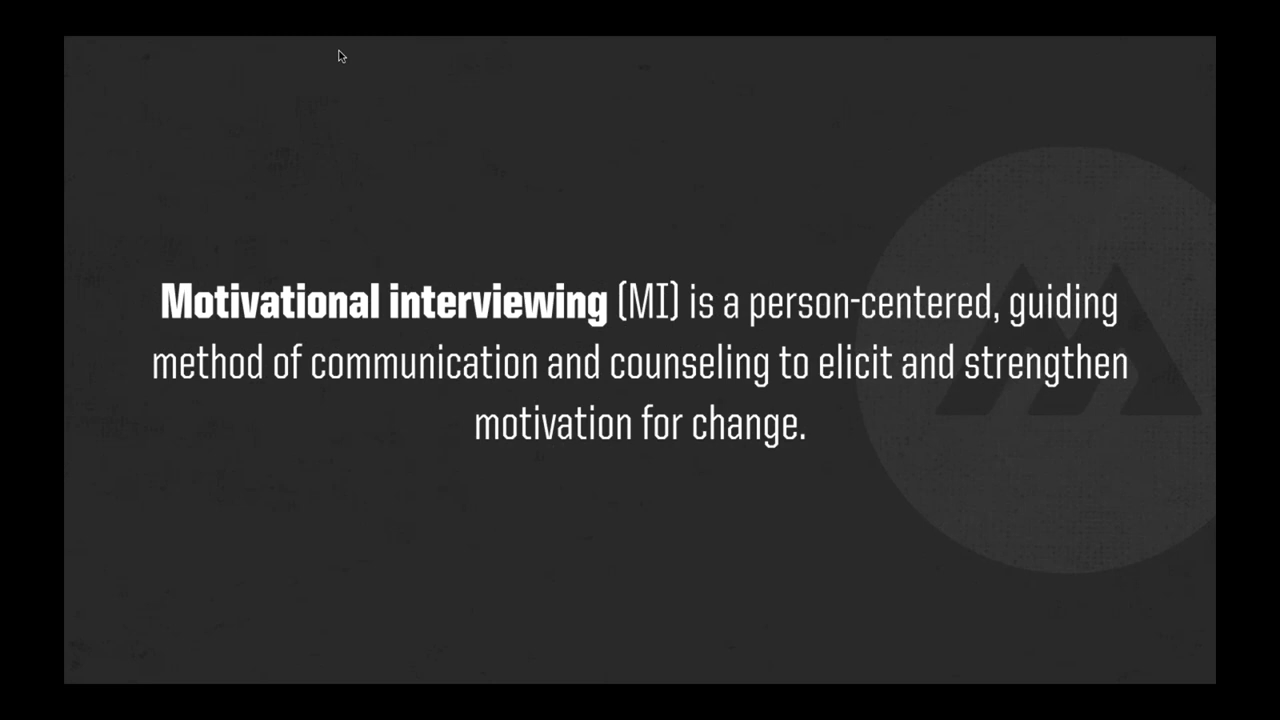 Motivational interviewing (MI) is a person-centered, guiding
method of communication and counseling to elicit and strengthen
motivation for change.